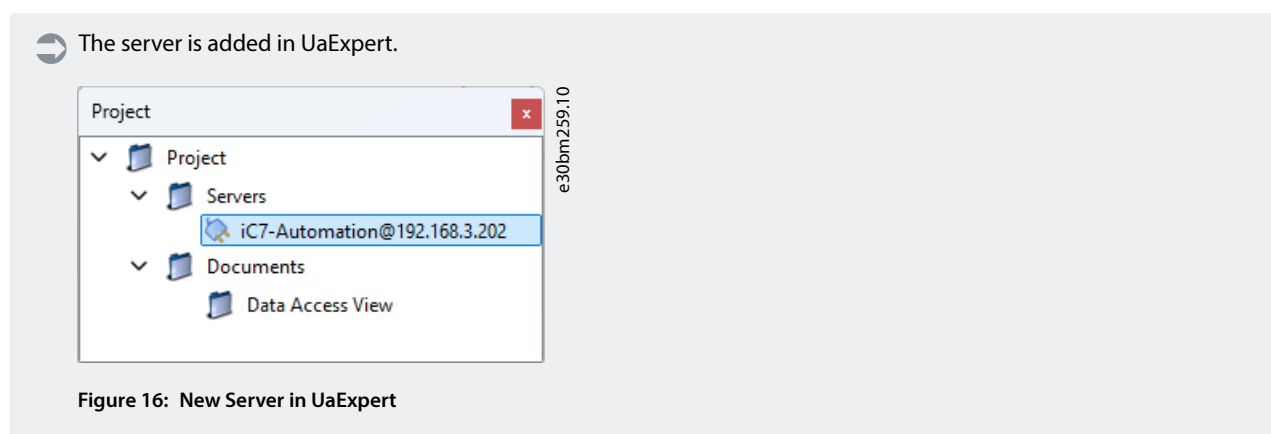 The server is added in UaExpert.
Project
x
e30bm259.10
Project
Servers
iC7-Automation@192.168.3.202
Documents
Data Access View
Figure 16: New Server in UaExpert